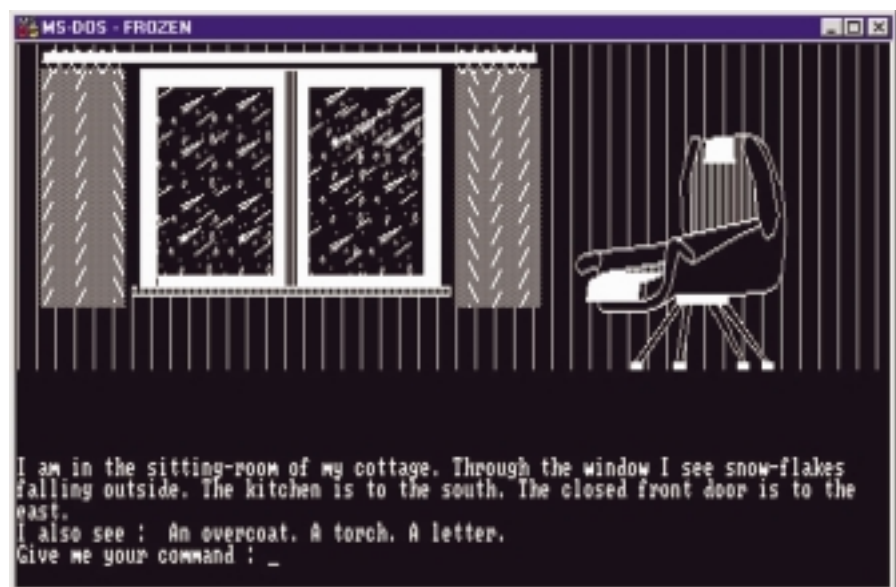 MS-DOS - FROZEN
I am in the sitting-room of my cottage. Through the window I see snow-flakes
falling outside. The kitchen is to the south. The closed front door is to the
east.
I also see :  An overcoat. A torch. A letter.
Give me your command : _